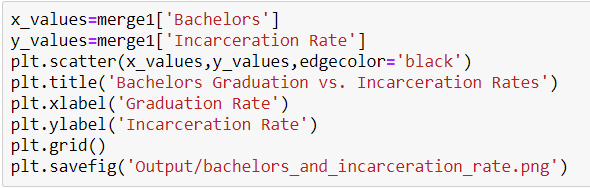 x_values=merge1['Bachelors']
y_values=merge1['Incarceration Rate']
plt.scatter(x_values,y_values,edgecolor='black')
plt.title('Bachelors Graduation vs. Incarceration Rates')
plt.xlabel('Graduation Rate')
plt.ylabel('Incarceration Rate')
plt.grid()
plt.savefig('Output/bachelors_and_incarceration_rate.png')